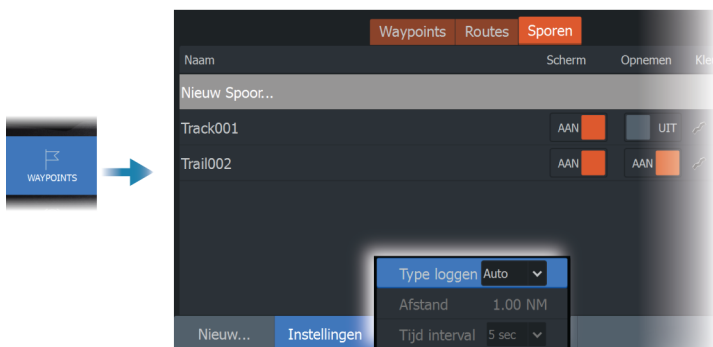 Waypoints Routes Sporen
Naam Scherm Opnemen
Nieuw Spoor...
Track001 AAN UIT
Trail002 AAN AAN
WAYPOINTS
Type loggen Auto
Afstand 1.00 NM
Nieuw... Instellingen Tijd interval 5 sec